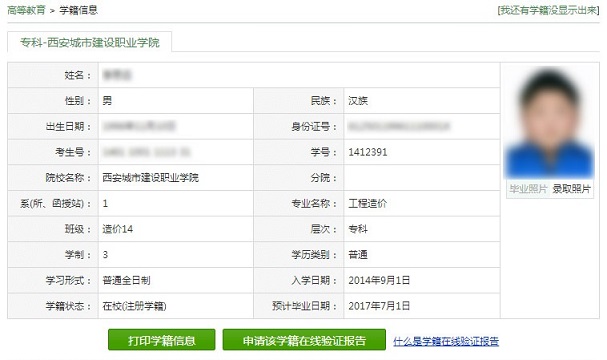 高等教育 > 学籍信息 [我还有学籍没显示出来]
专科-西安城市建设职业学院
姓名：
性别： 男 民族： 汉族
出生日期： 身份证号：
考生号： 学号： 1412391
院校名称： 西安城市建设职业学院 分院：
毕业照片 录取照片
系(所、函授站)： 1 专业名称： 工程造价
班级： 造价14 层次： 专科
学制： 3 学历类别： 普通
学习形式： 普通全日制 入学日期： 2014年9月1日
学籍状态： 在校(注册学籍) 预计毕业日期： 2017年7月1日
打印学籍信息 申请该学籍在线验证报告 什么是学籍在线验证报告